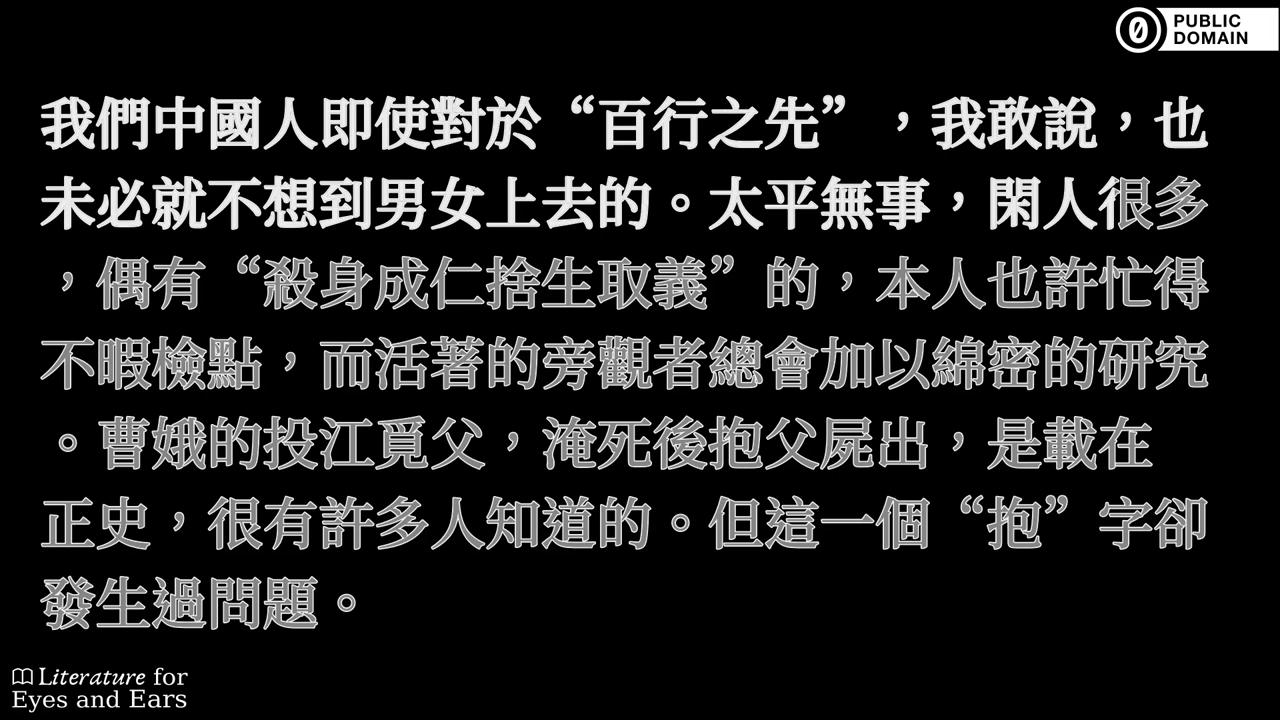 PUBLIC
DOMAIN
我們中國人即使對於“百行之先”，我敢說，也
未必就不想到男女上去的。太平無事，閑人很多
，偶有“殺身成仁捨生取義”的，本人也許忙得
不暇檢點，而活著的旁觀者總會加以綿密的研究
。曹娥的投江覓父，淹死後抱父屍出，是載在
正史，很有許多人知道的。但這一個“抱”字卻
發生過問題。
Literature for
Eyes and Ears